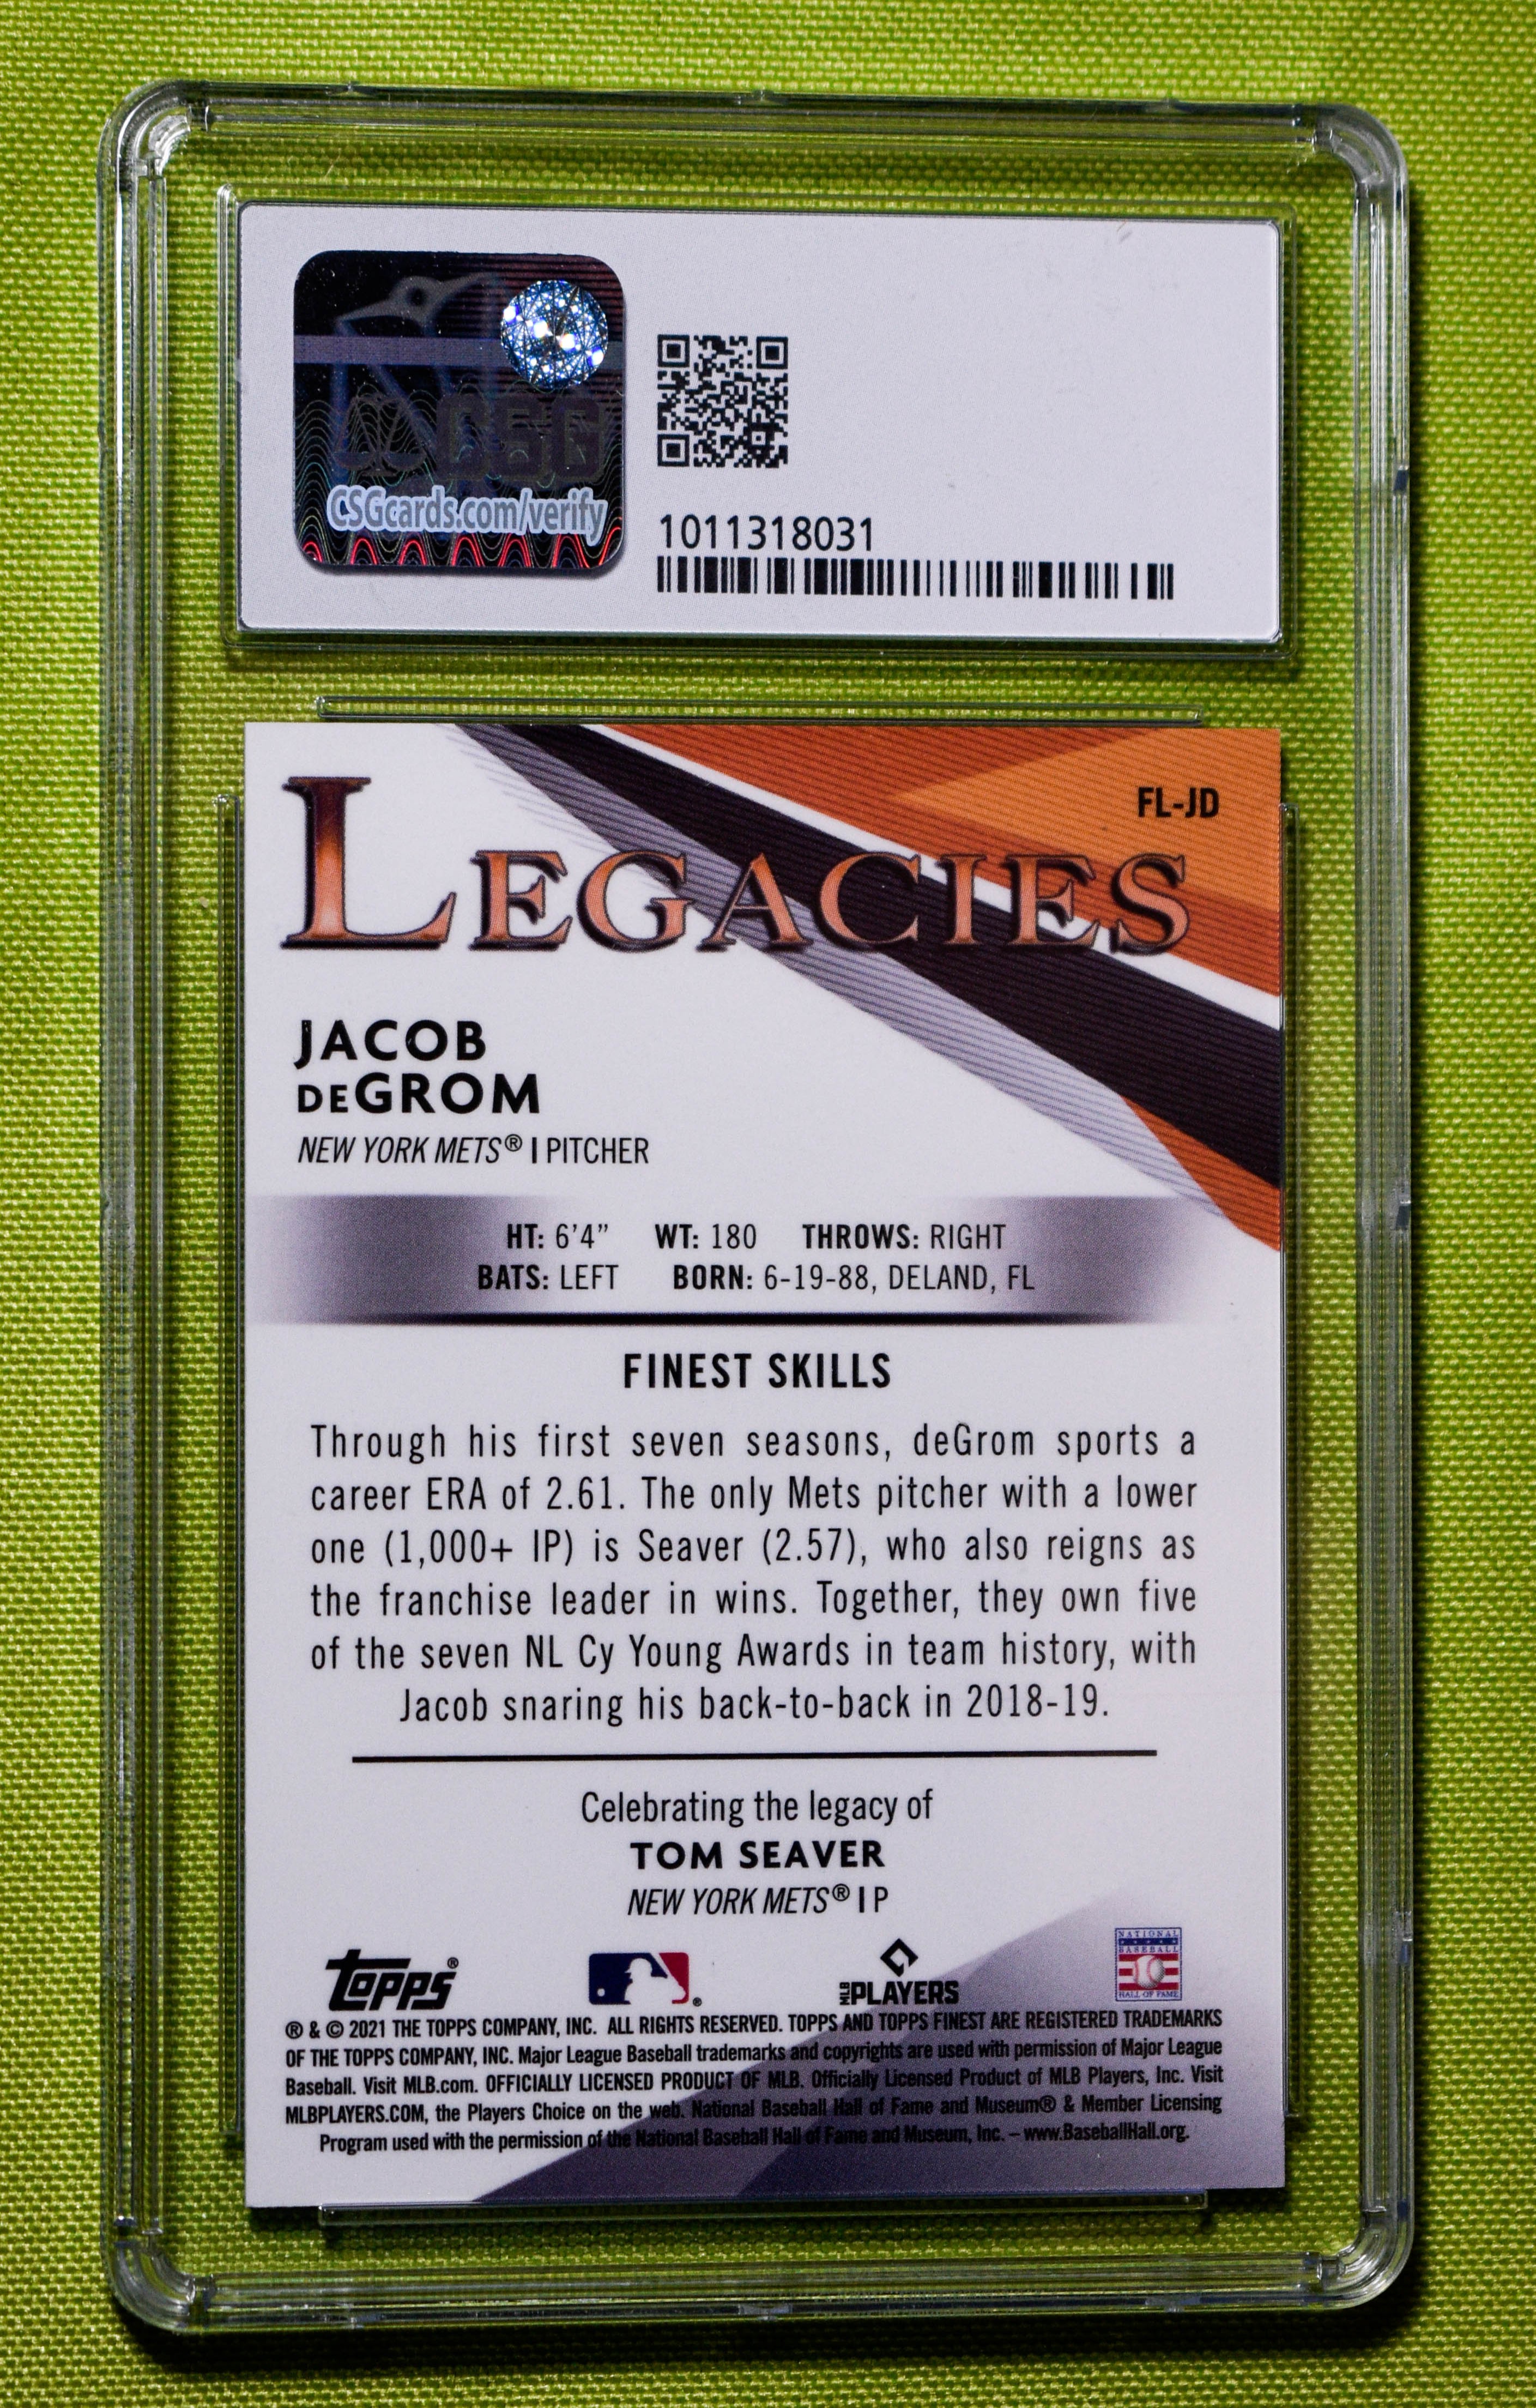 CSG
CSGcards.com/verify
1011318031
FL-JD
LEGACIES
JACOB
DEGROM
NEW YORK METS® | PITCHER
HT: 6'4" WT: 180 THROWS: RIGHT
BATS: LEFT BORN: 6-19-88, DELAND, FL
FINEST SKILLS
Through his first seven seasons, deGrom sports a
career ERA of 2.61. The only Mets pitcher with a lower
one (1,000+ IP) is Seaver (2.57), who also reigns as
the franchise leader in wins. Together, they own five
of the seven NL Cy Young Awards in team history, with
Jacob snaring his back-to-back in 2018-19.
Celebrating the legacy of
TOM SEAVER
NEW YORK METS® | P
topps®
MLB PLAYERS
NATIONAL
BASEBALL
HALL OF FAME
® & © 2021 THE TOPPS COMPANY, INC. ALL RIGHTS RESERVED. TOPPS AND TOPPS FINEST ARE REGISTERED TRADEMARKS
OF THE TOPPS COMPANY, INC. Major League Baseball trademarks and copyrights are used with permission of Major League
Baseball. Visit MLB.com. OFFICIALLY LICENSED PRODUCT OF MLB. Officially Licensed Product of MLB Players, Inc. Visit
MLBPLAYERS.COM, the Players Choice on the web. National Baseball Hall of Fame and Museum® & Member Licensing
Program used with the permission of the National Baseball Hall of Fame and Museum, Inc. – www.BaseballHall.org.